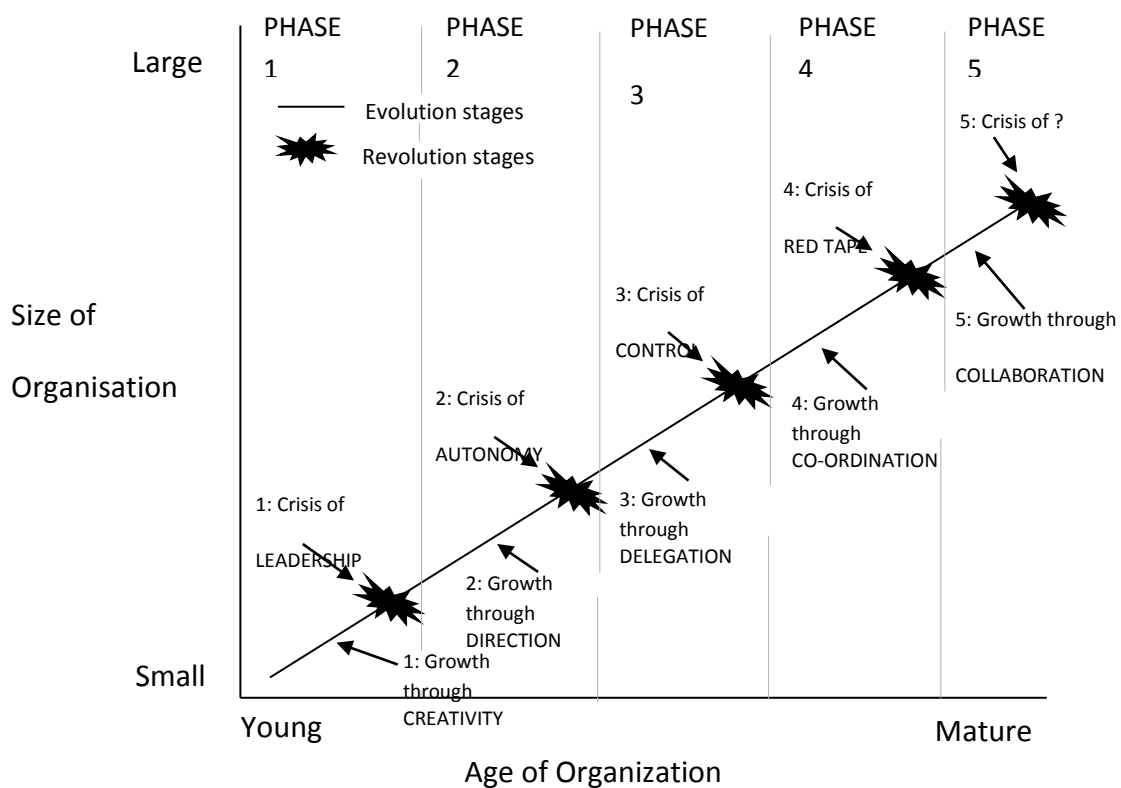 PHASE
1
PHASE
2
PHASE
3
PHASE
4
PHASE
5
Large
Evolution stages
Revolution stages
5: Crisis of ?
4: Crisis of
RED TAPE
3: Crisis of
CONTROL
Size of
Organisation
5: Growth through
COLLABORATION
2: Crisis of
AUTONOMY
4: Growth
through
CO-ORDINATION
1: Crisis of
LEADERSHIP
3: Growth
through
DELEGATION
2: Growth
through
DIRECTION
1: Growth
through
CREATIVITY
Small
Young
Mature
Age of Organization